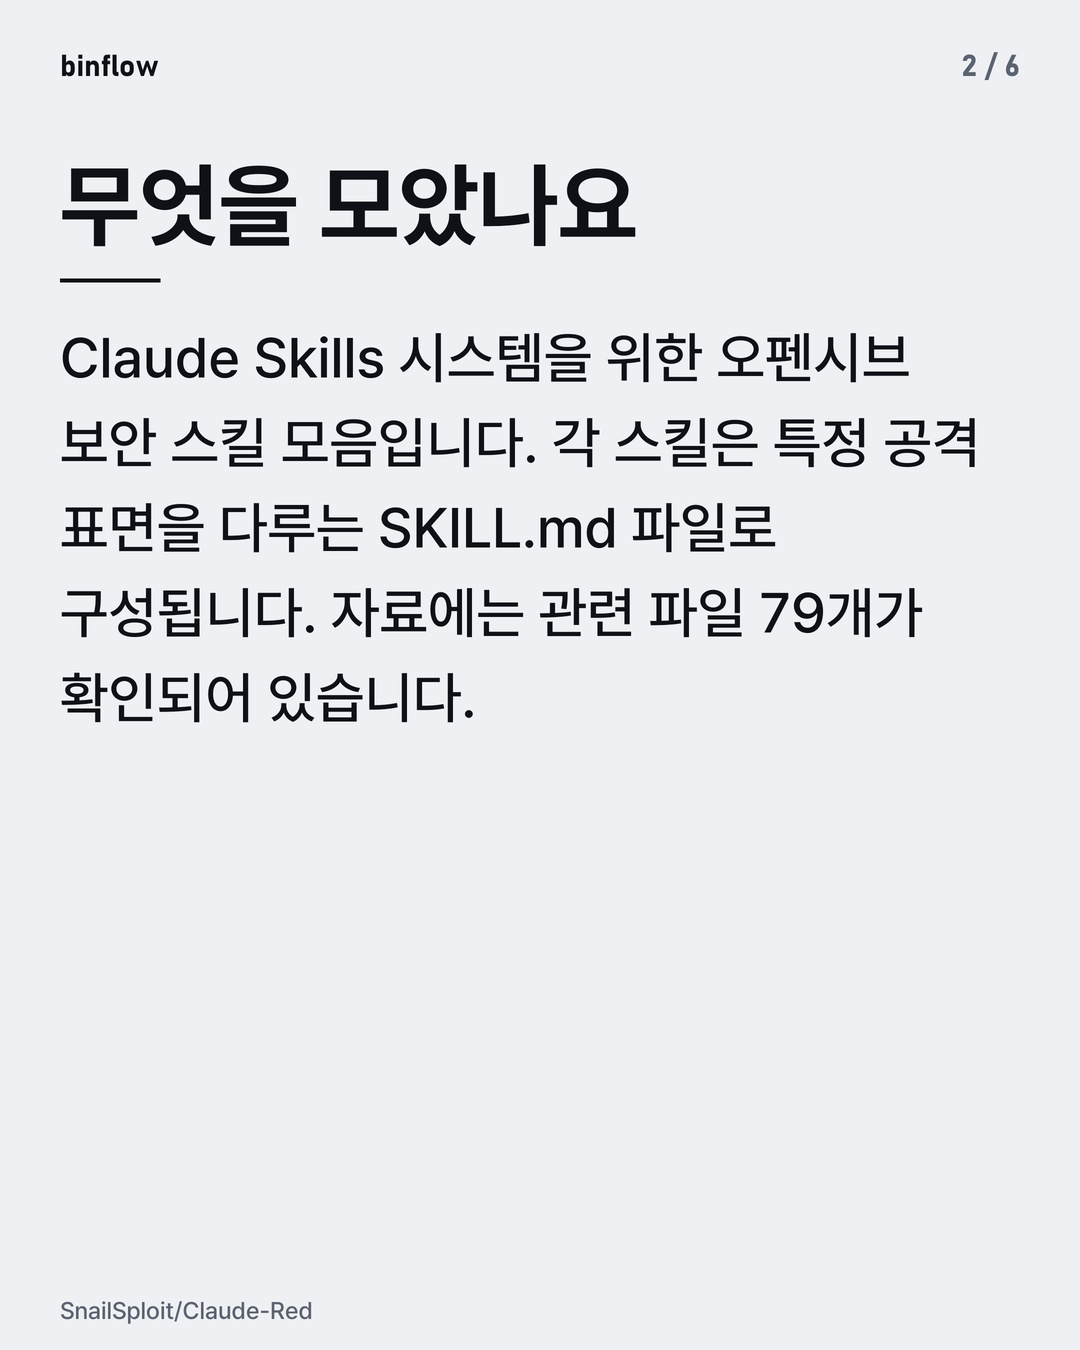 binflow
2 / 6
무엇을 모았나요
Claude Skills 시스템을 위한 오펜시브
보안 스킬 모음입니다. 각 스킬은 특정 공격
표면을 다루는 SKILL.md 파일로
구성됩니다. 자료에는 관련 파일 79개가
확인되어 있습니다.
SnailSploit/Claude-Red